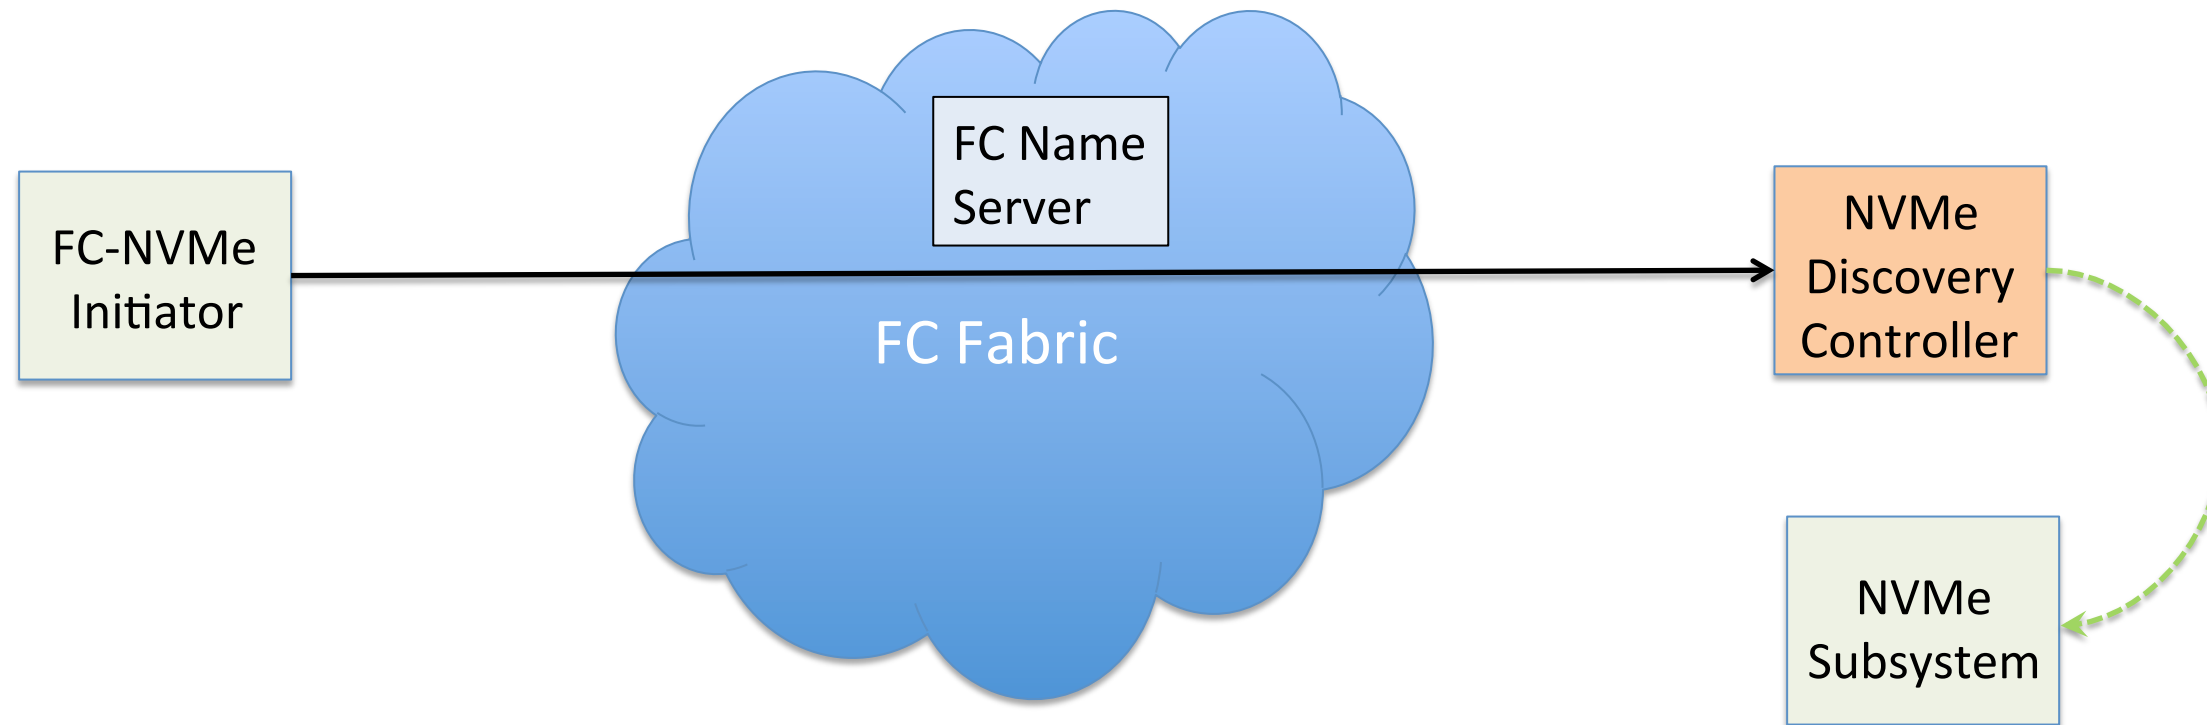 FC Name
Server
FC-NVMe
Initiator
FC Fabric
NVMe
Discovery
Controller
NVMe
Subsystem